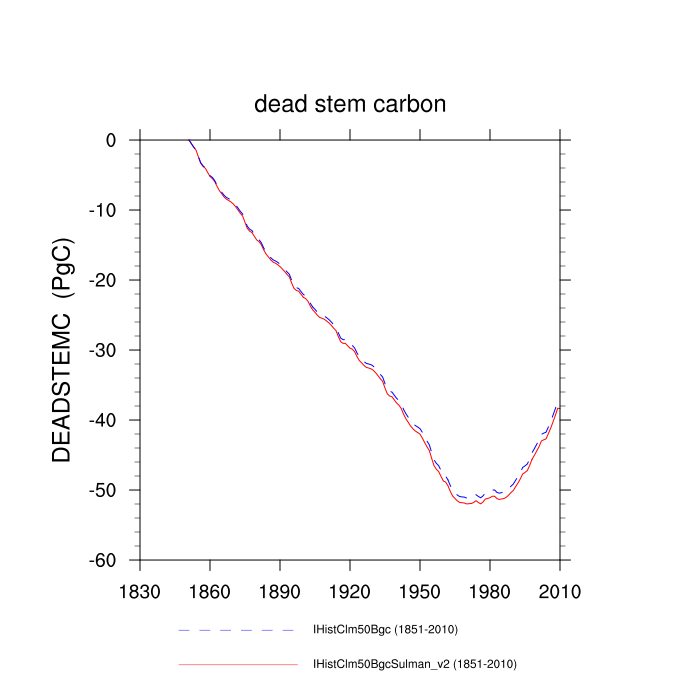 dead stem carbon
DEADSTEMC (PgC)
0
-10
-20
-30
-40
-50
-60
1830 1860 1890 1920 1950 1980 2010
IHistClm50Bgc (1851-2010)
IHistClm50BgcSulman_v2 (1851-2010)